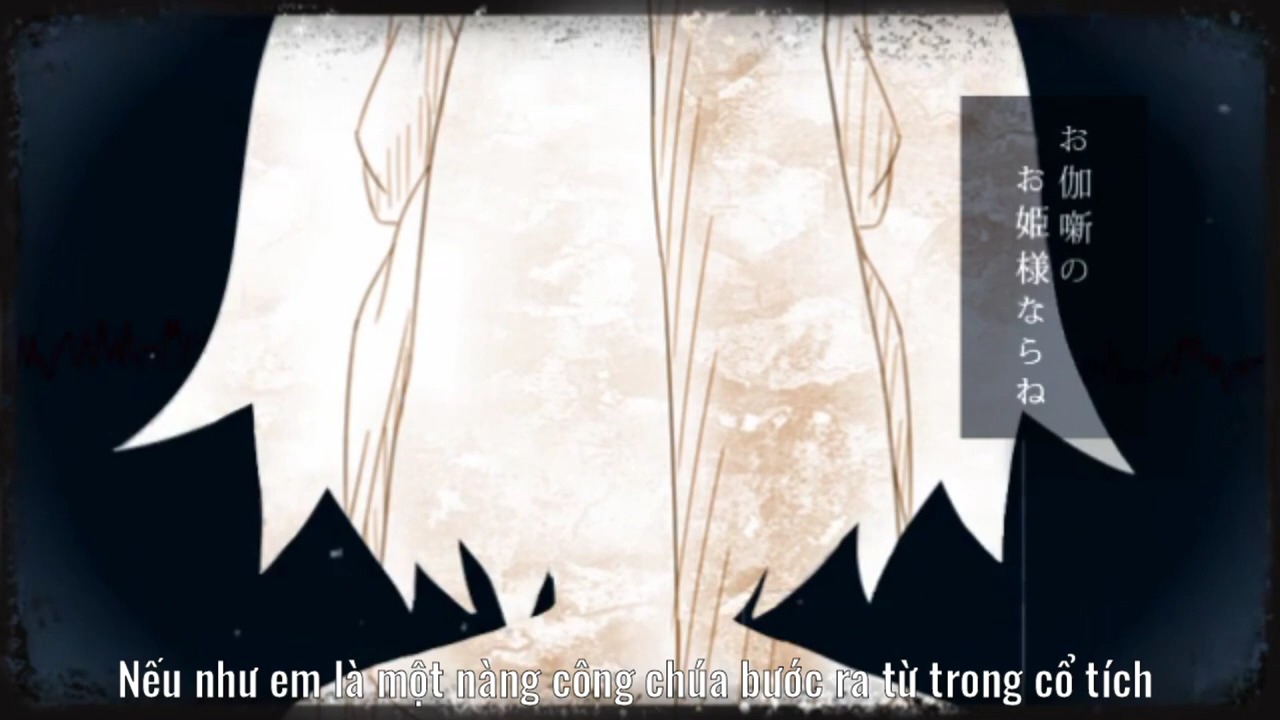 お伽噺の
お姫様ならね
Nếu như em là một nàng công chúa bước ra từ trong cổ tích